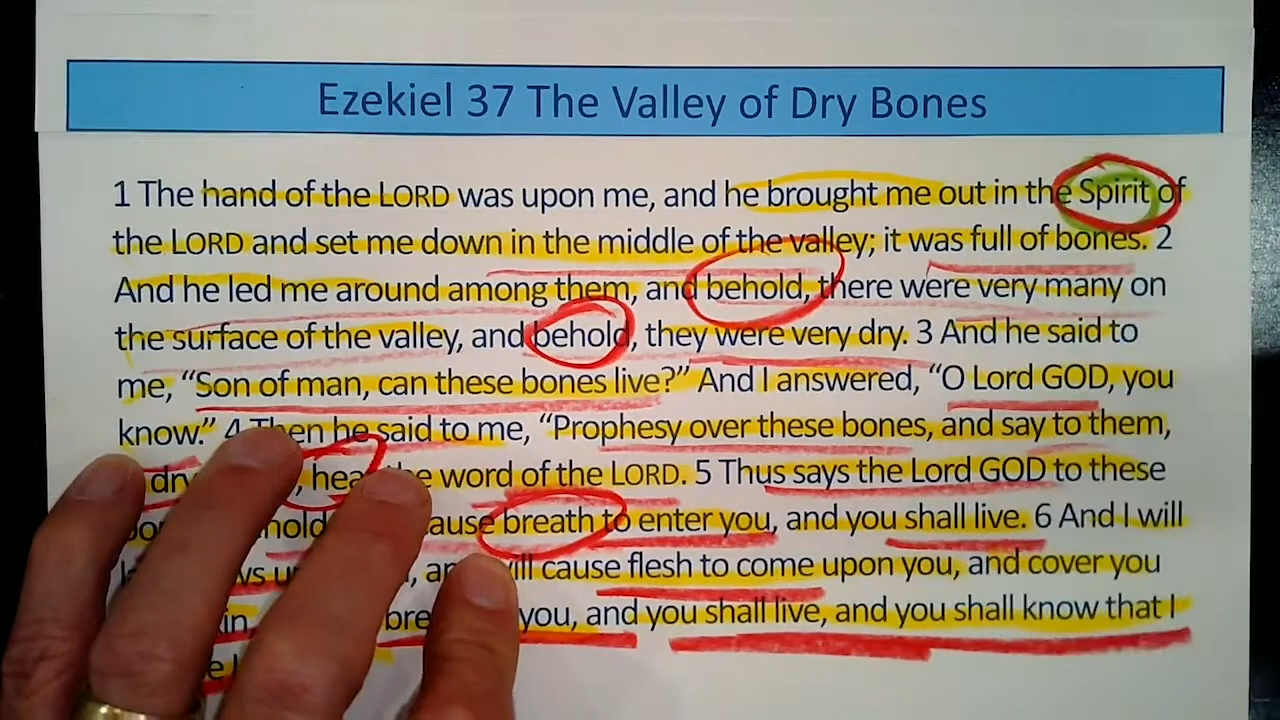 Ezekiel 37 The Valley of Dry Bones
1 The hand of the LORD was upon me, and he brought me out in the Spirit of
the LORD and set me down in the middle of the valley; it was full of bones. 2
And he led me around among them, and behold, there were very many on
the surface of the valley, and behold, they were very dry. 3 And he said to
me, “Son of man, can these bones live?” And I answered, “O Lord GOD, you
know.” 4 Then he said to me, “Prophesy over these bones, and say to them,
the word of the LORD. 5 Thus says the Lord GOD to these
breath to enter you, and you shall live. 6 And I will
cause flesh to come upon you, and cover you
you, and you shall live, and you shall know that I